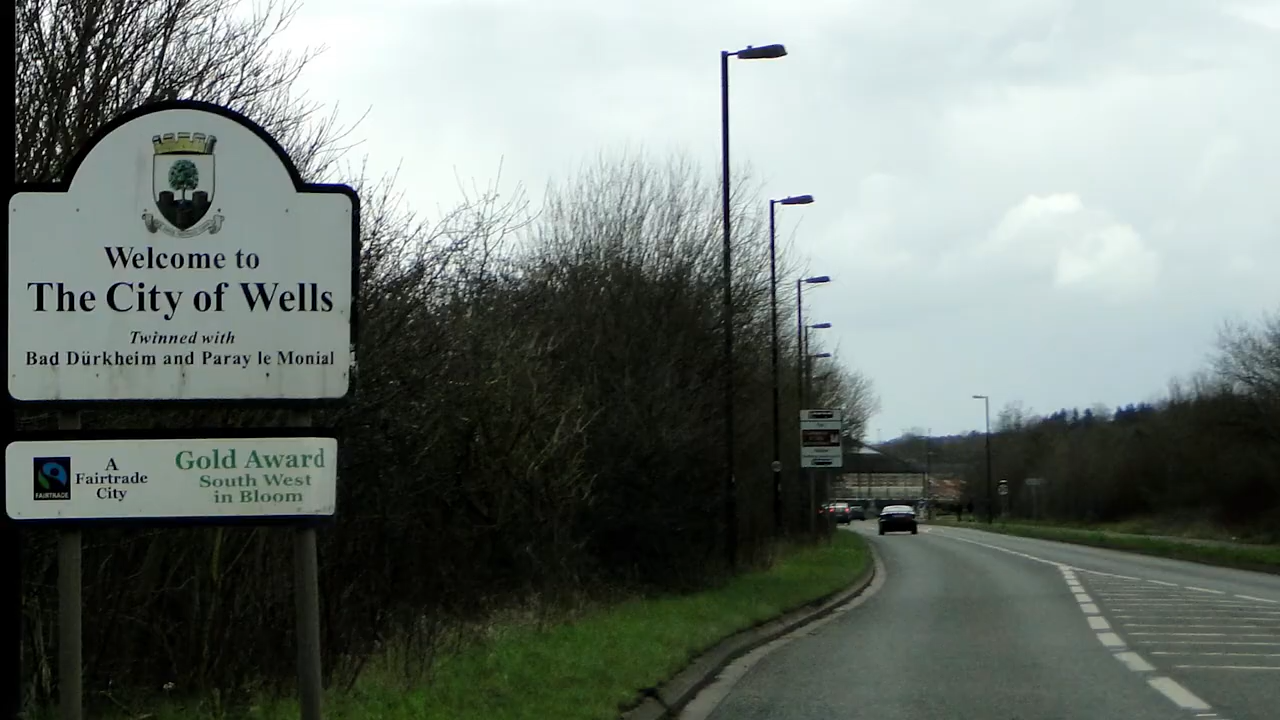 Welcome to
The City of Wells
Twinned with
Bad Dürkheim and Paray le Monial
FAIRTRADE
A
Fairtrade
City
Gold Award
South West
in Bloom